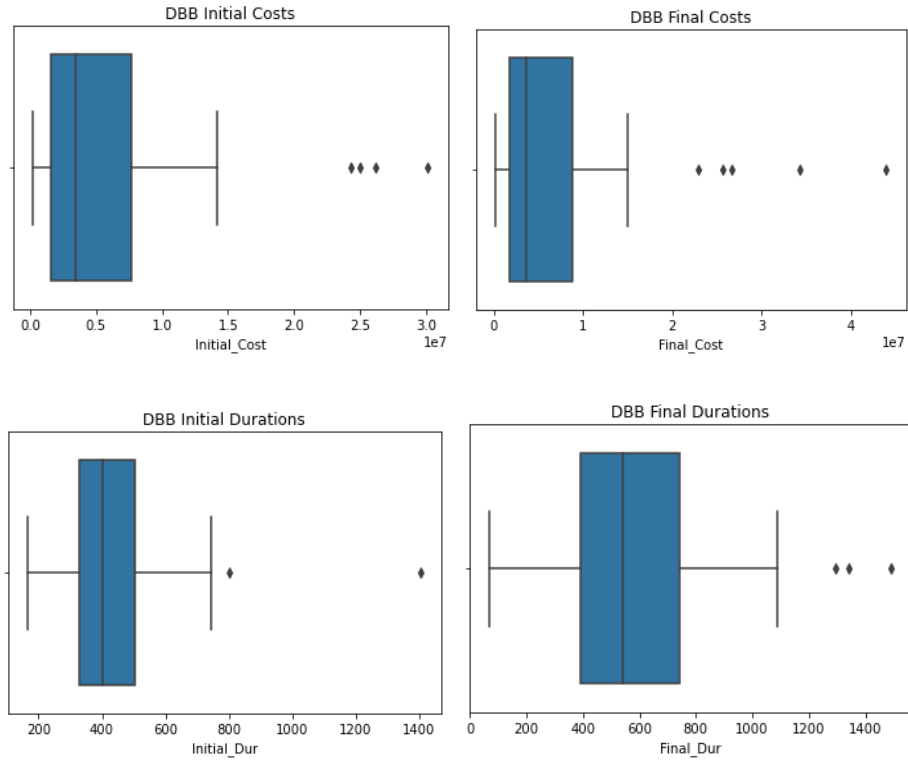 DBB Initial Costs
0.0 0.5 1.0 1.5 2.0 2.5 3.0
1e7
Initial_Cost
DBB Final Costs
0 1 2 3 4
1e7
Final_Cost
DBB Initial Durations
200 400 600 800 1000 1200 1400
Initial_Dur
DBB Final Durations
0 200 400 600 800 1000 1200 1400
Final_Dur